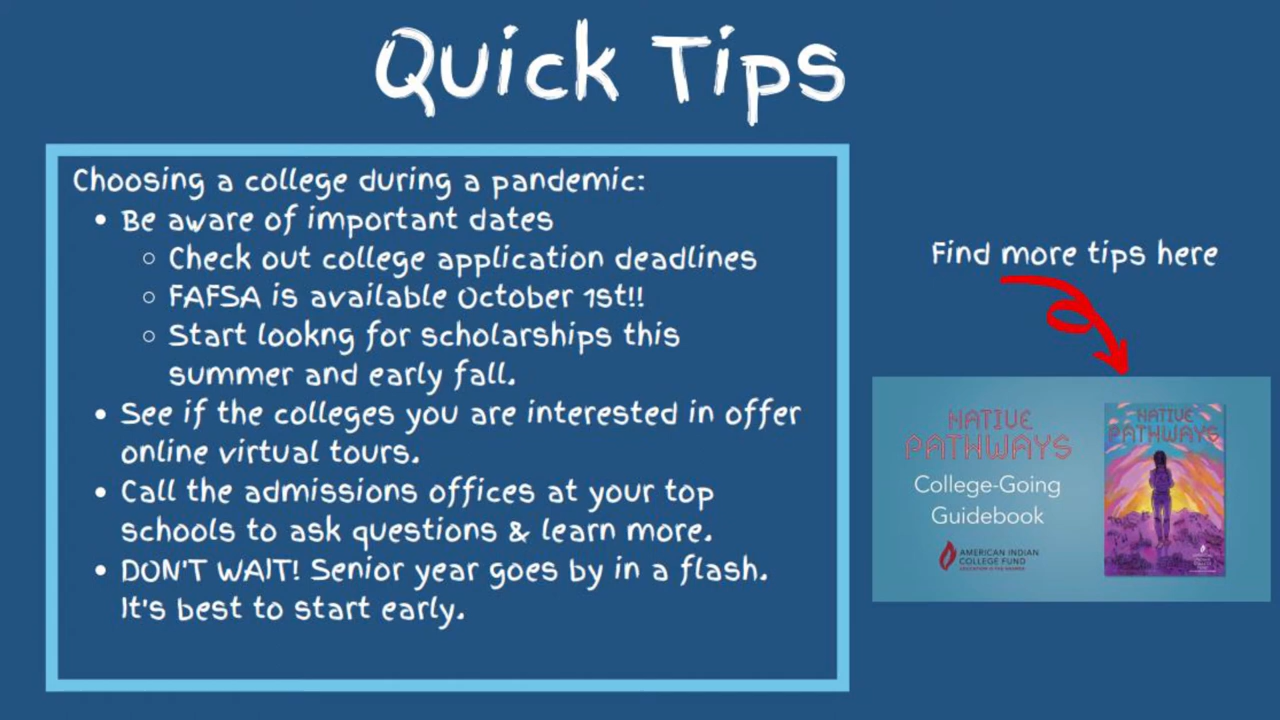 Quick Tips
Choosing a college during a pandemic:
• Be aware of important dates
○ Check out college application deadlines
○ FAFSA is available October 1st!!
○ Start lookng for scholarships this
summer and early fall.
• See if the colleges you are interested in offer
online virtual tours.
• Call the admissions offices at your top
schools to ask questions & learn more.
• DON'T WAIT! Senior year goes by in a flash.
It's best to start early.
Find more tips here
NATIVE
PATHWAYS
College-Going
Guidebook
AMERICAN INDIAN
COLLEGE FUND
EDUCATION IS THE ANSWER
NATIVE
PATHWAYS